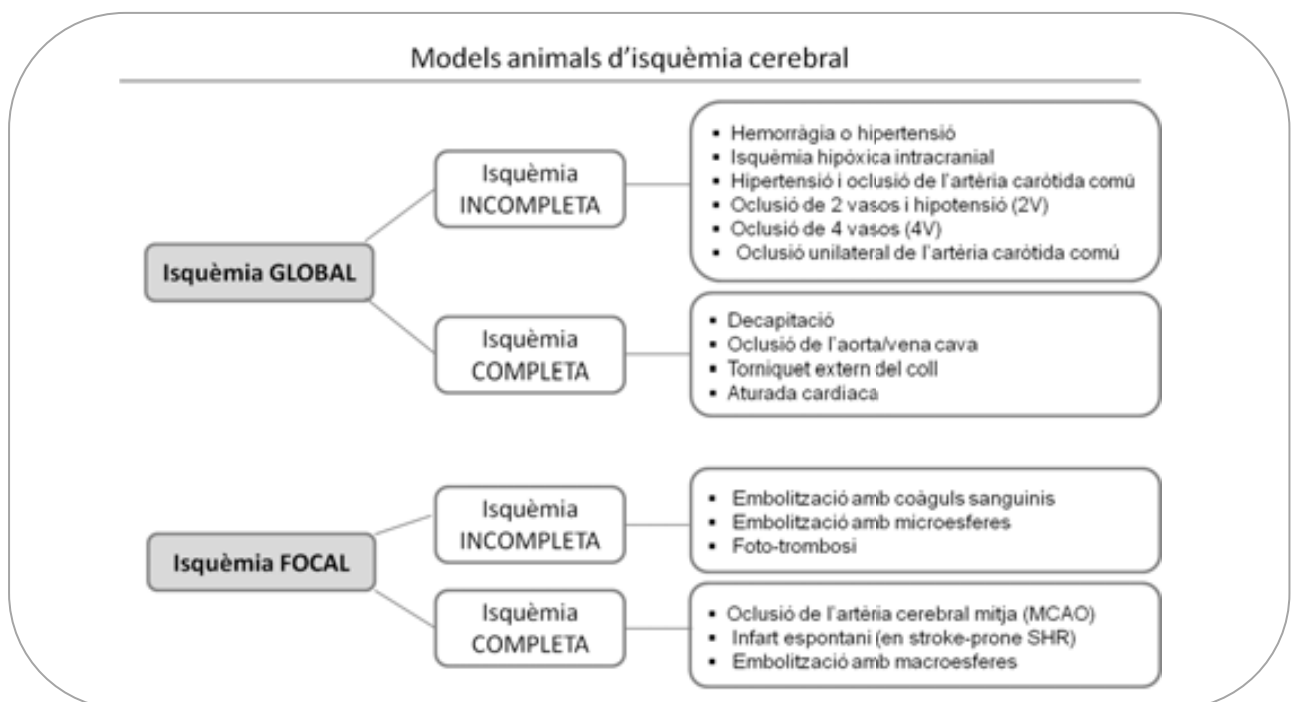 Models animals d'isquèmia cerebral
Isquèmia GLOBAL
Isquèmia
INCOMPLETA
▪ Hemorràgia o hipertensió
▪ Isquèmia hipòxica intracranial
▪ Hipertensió i oclusió de l'artèria caròtida comú
▪ Oclusió de 2 vasos i hipotensió (2V)
▪ Oclusió de 4 vasos (4V)
▪ Oclusió unilateral de l'artèria caròtida comú
Isquèmia
COMPLETA
▪ Decapitació
▪ Oclusió de l'aorta/vena cava
▪ Torniquet extern del coll
▪ Aturada cardiaca
Isquèmia FOCAL
Isquèmia
INCOMPLETA
▪ Embolització amb coàguls sanguinis
▪ Embolització amb microesferes
▪ Foto-trombosi
Isquèmia
COMPLETA
▪ Oclusió de l'artèria cerebral mitja (MCAO)
▪ Infart espontani (en stroke-prone SHR)
▪ Embolització amb macroesferes